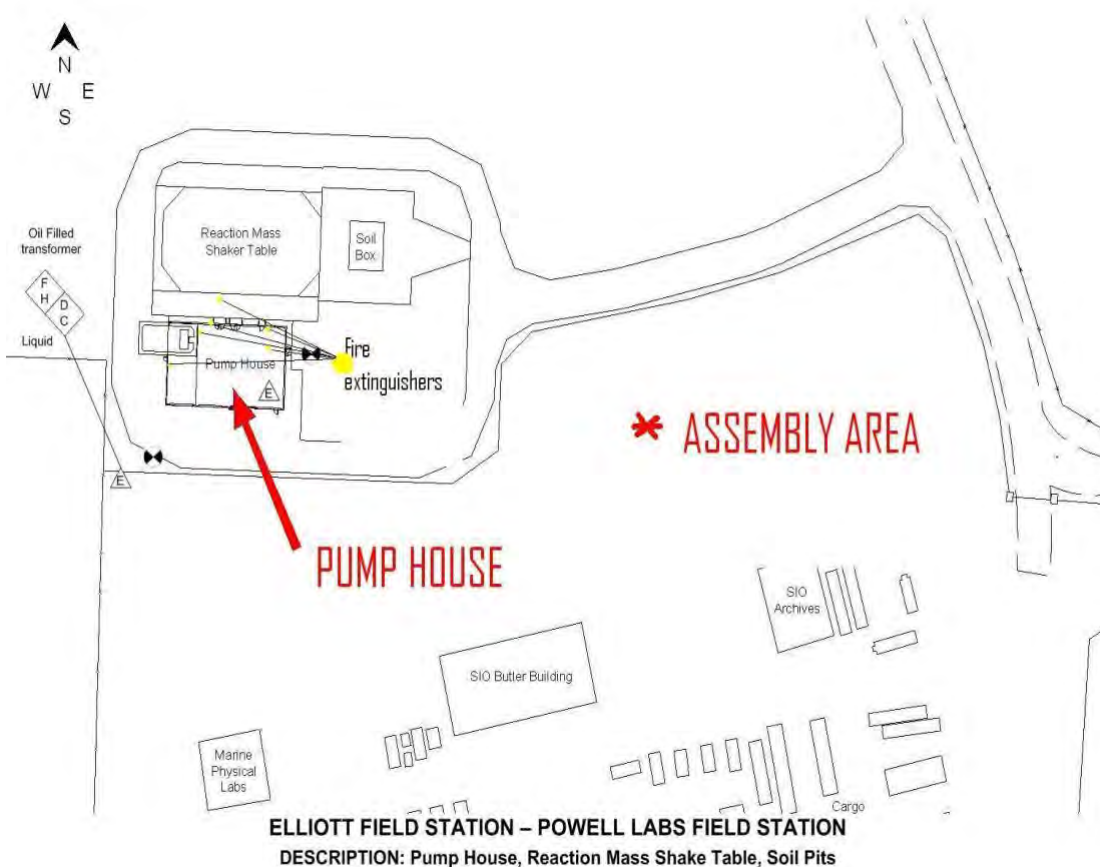 N
W E
S
Reaction Mass
Shaker Table
Soil
Box
Oil Filled
transformer
F
H D
C
Liquid
Pump House
E
Fire
extinguishers
E
ASSEMBLY AREA
PUMP HOUSE
SIO
Archives
SIO Butler Building
Marine
Physical
Labs
Cargo
ELLIOTT FIELD STATION – POWELL LABS FIELD STATION
DESCRIPTION: Pump House, Reaction Mass Shake Table, Soil Pits